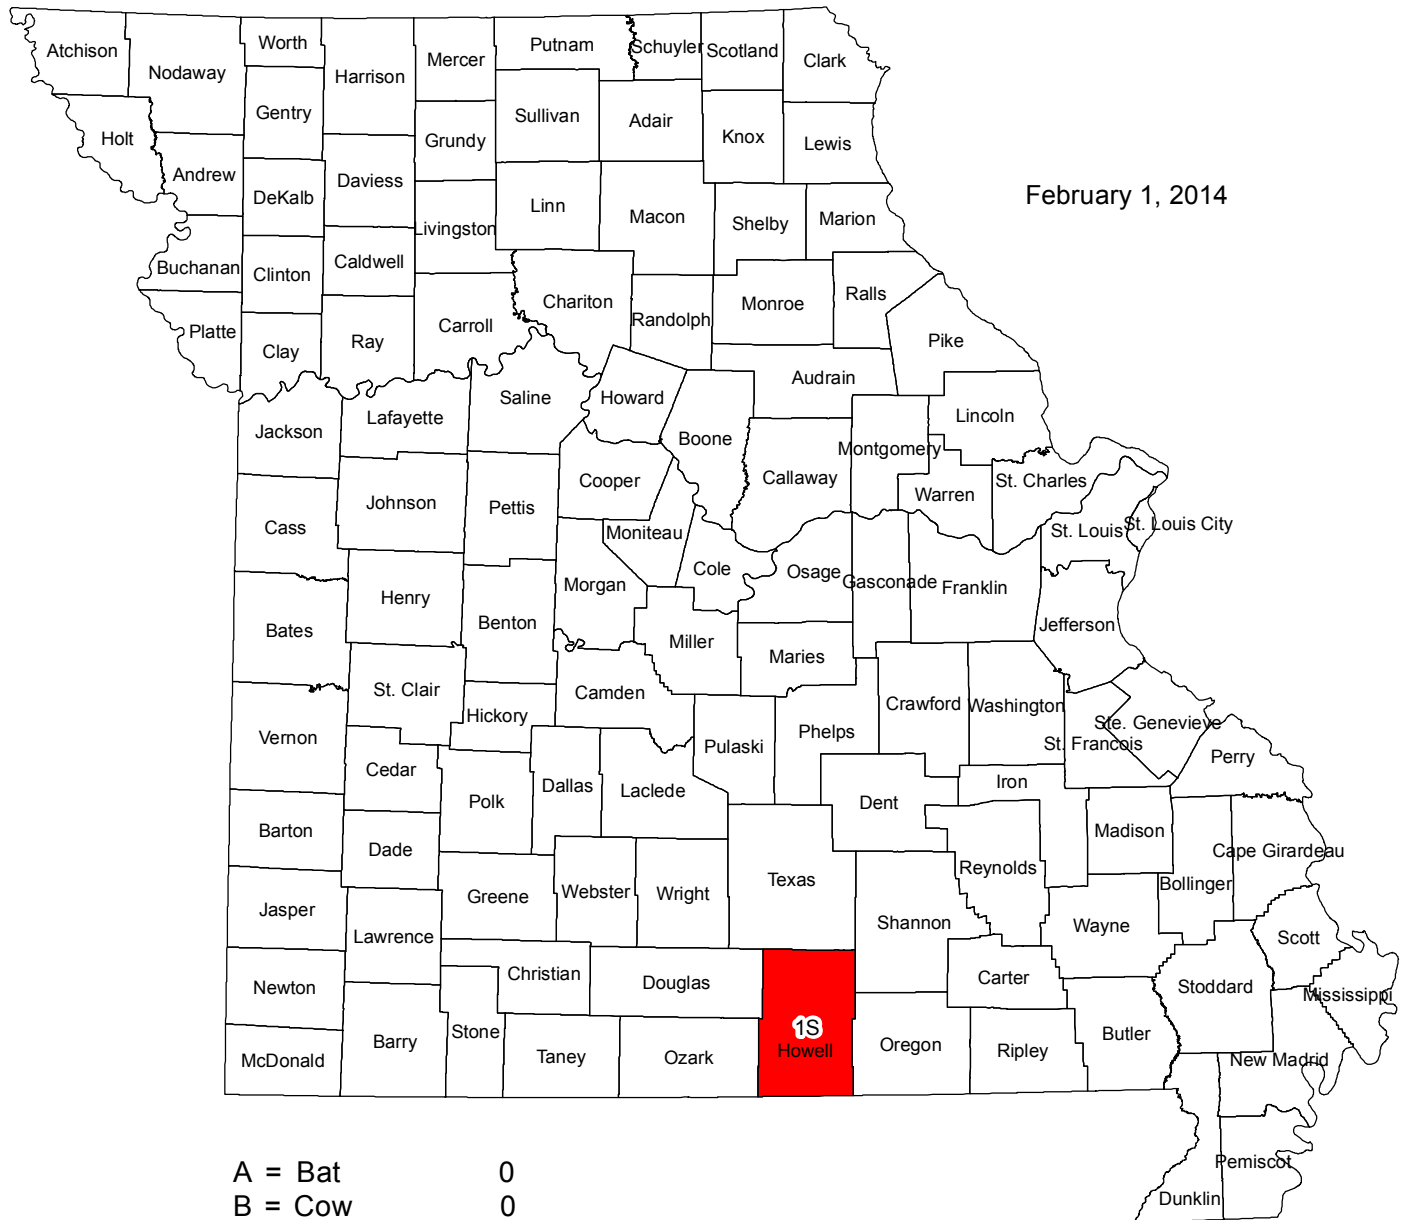 Atchison
Nodaway
Worth
Harrison
Mercer
Putnam
Schuyler
Scotland
Clark
Gentry
Holt
Andrew
DeKalb
Daviess
Grundy
Sullivan
Adair
Knox
Lewis
February 1, 2014
Livingston
Linn
Macon
Shelby
Marion
Buchanan
Clinton
Caldwell
Chariton
Randolph
Monroe
Ralls
Platte
Clay
Ray
Carroll
Pike
Audrain
Saline
Howard
Lafayette
Jackson
Boone
Lincoln
Montgomery
Callaway
Cooper
St. Charles
Warren
Johnson
Pettis
Cass
Moniteau
St. Louis
St. Louis City
Cole
Osage
Gasconade
Franklin
Morgan
Henry
Benton
Bates
Miller
Maries
Jefferson
St. Clair
Camden
Hickory
Crawford
Washington
Ste. Genevieve
St. Francois
Vernon
Pulaski
Phelps
Perry
Cedar
Polk
Dallas
Laclede
Dent
Iron
Barton
Dade
Madison
Cape Girardeau
Jasper
Greene
Webster
Wright
Texas
Reynolds
Bollinger
Lawrence
Shannon
Wayne
Scott
Newton
Christian
Douglas
Carter
Stoddard
Mississippi
McDonald
Barry
Stone
Taney
Ozark
1S
Howell
Oregon
Ripley
Butler
New Madrid
Pemiscot
Dunklin
A = Bat 0
B = Cow 0